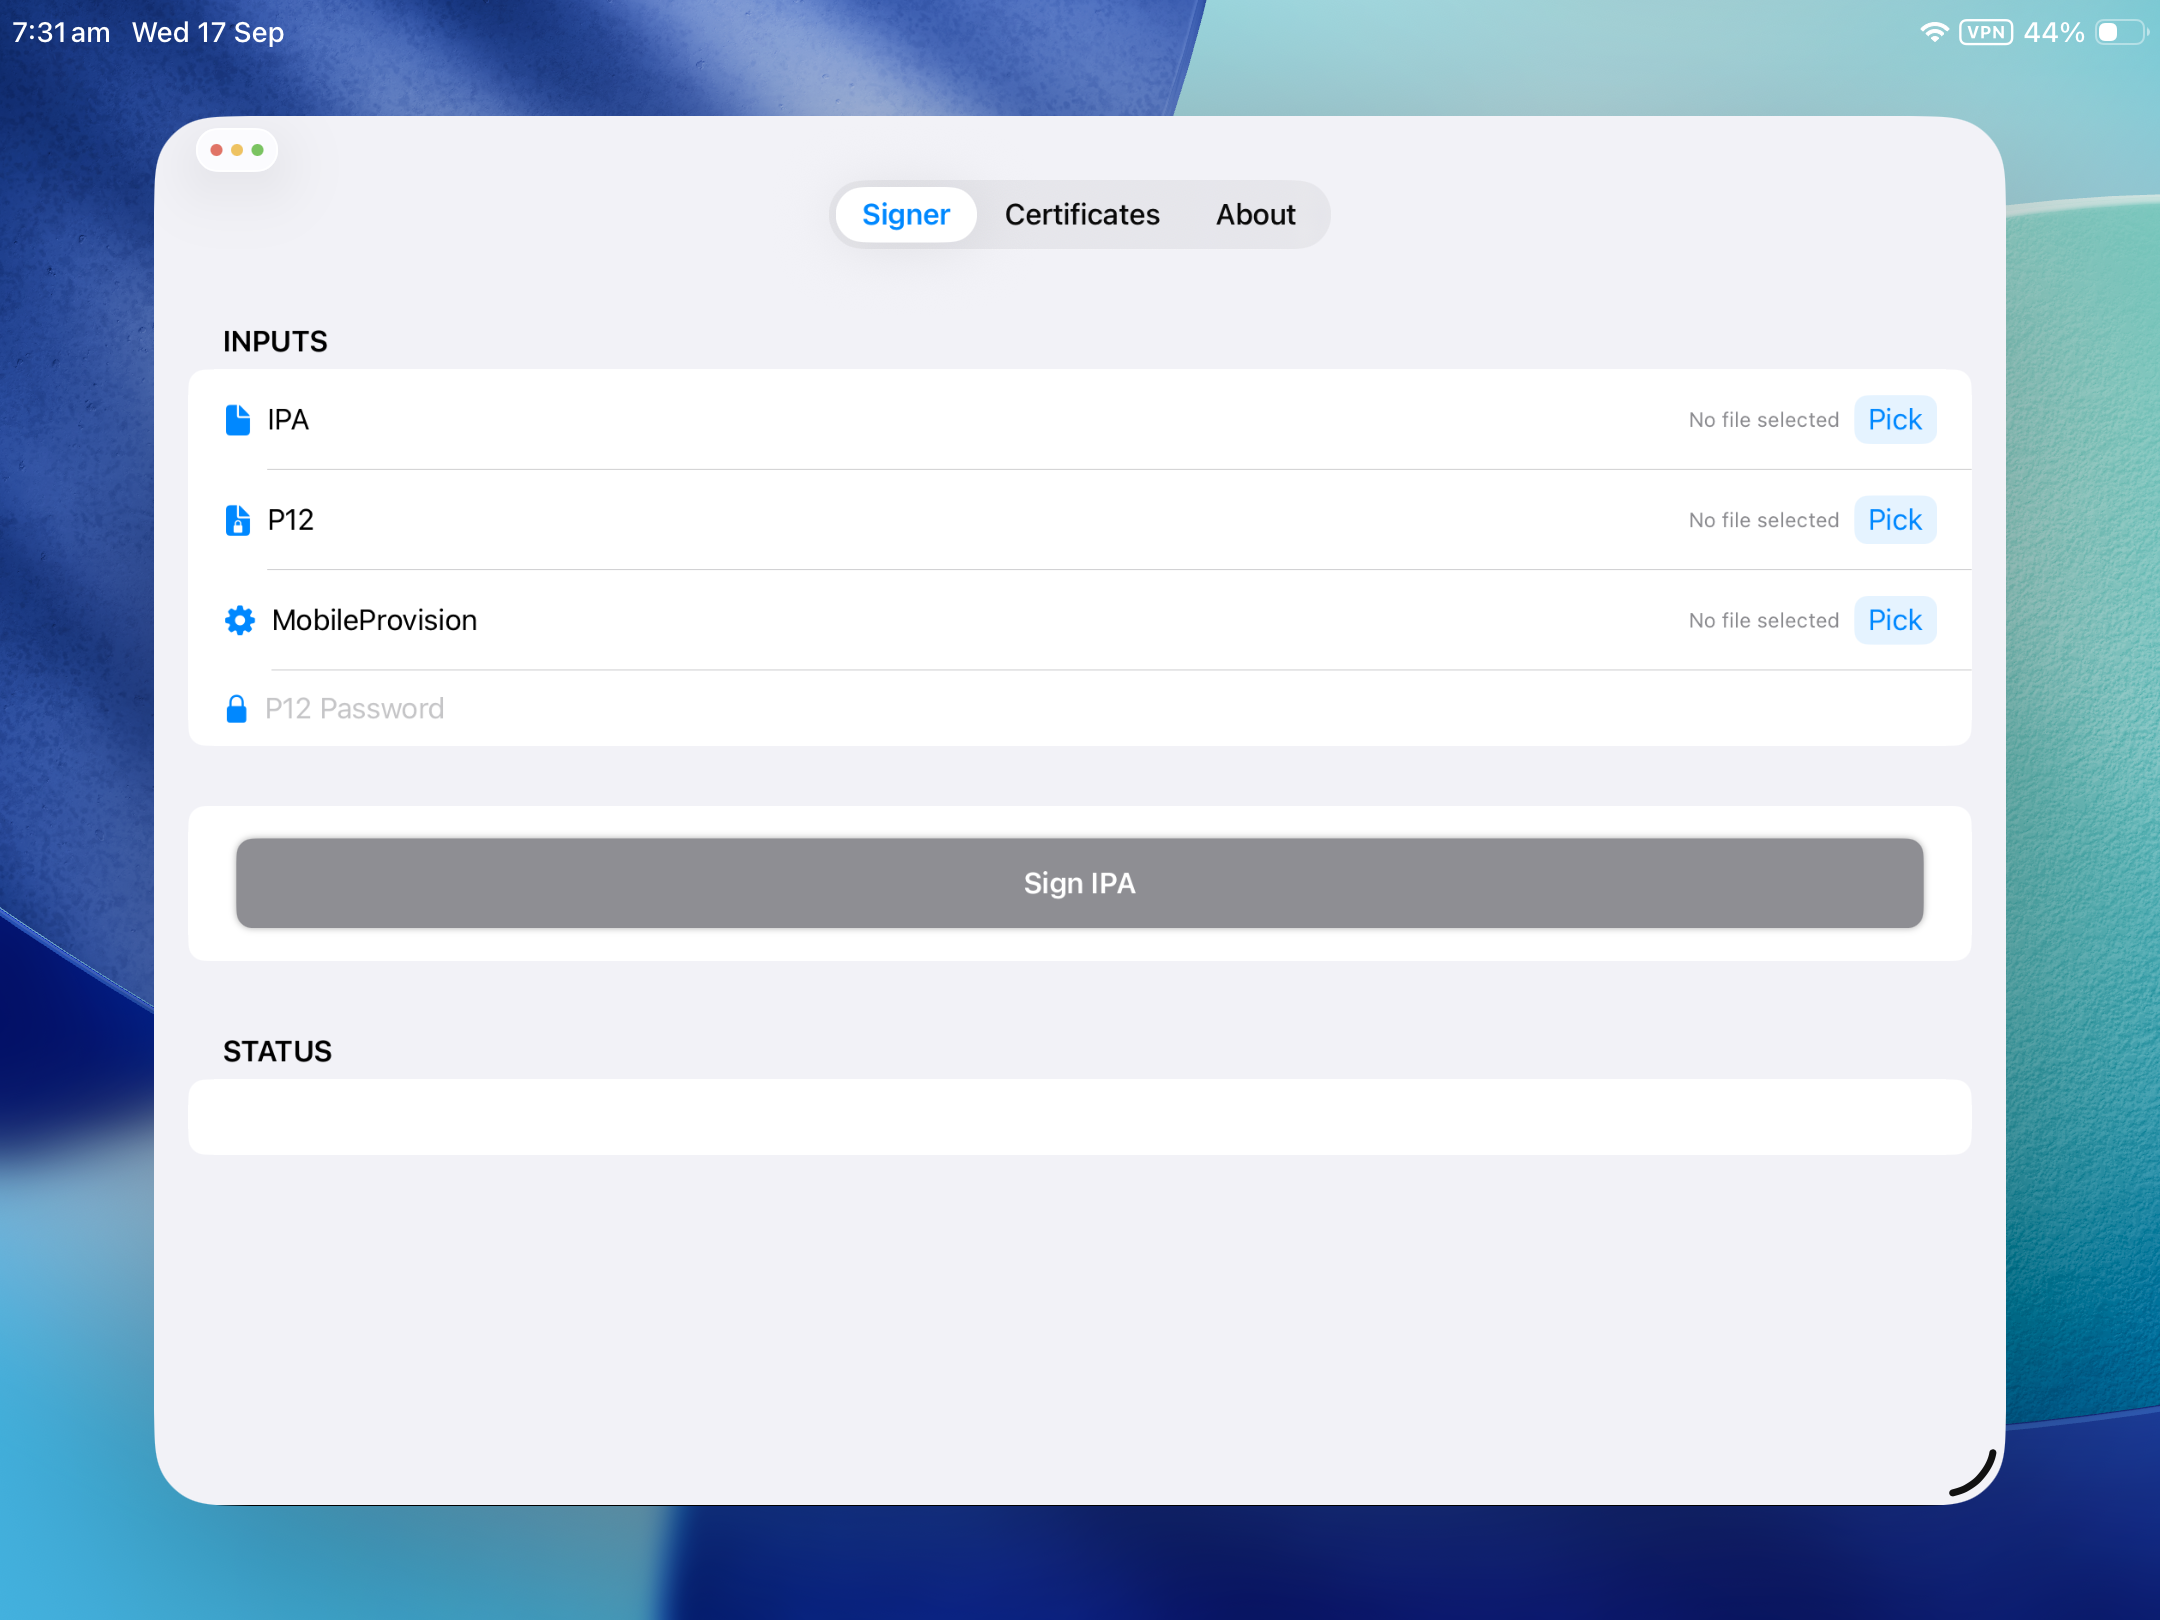 7:31 am Wed 17 Sep VPN 44%
Signer Certificates About
INPUTS
IPA No file selected Pick
P12 No file selected Pick
MobileProvision No file selected Pick
P12 Password
Sign IPA
STATUS